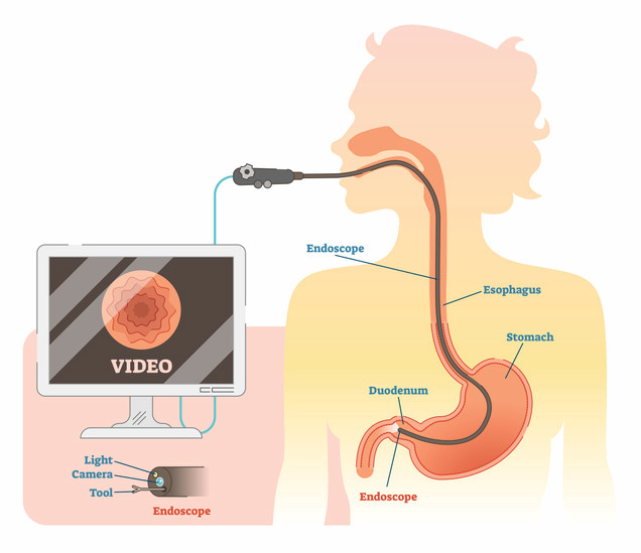 Endoscope
Esophagus
Stomach
VIDEO
Duodenum
Light
Camera
Tool
Endoscope
Endoscope